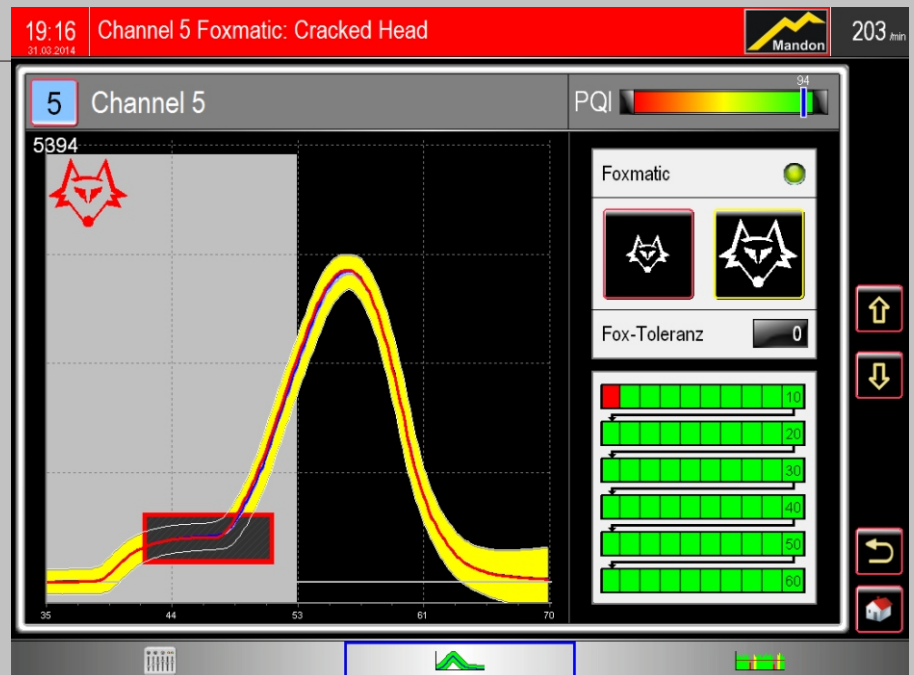 19:16
31.03.2014
Channel 5 Foxmatic: Cracked Head
Mandon
203 /min
5
Channel 5
PQI
94
5394
Foxmatic
Fox-Toleranz
0
10
20
30
40
50
60
35
44
53
61
70